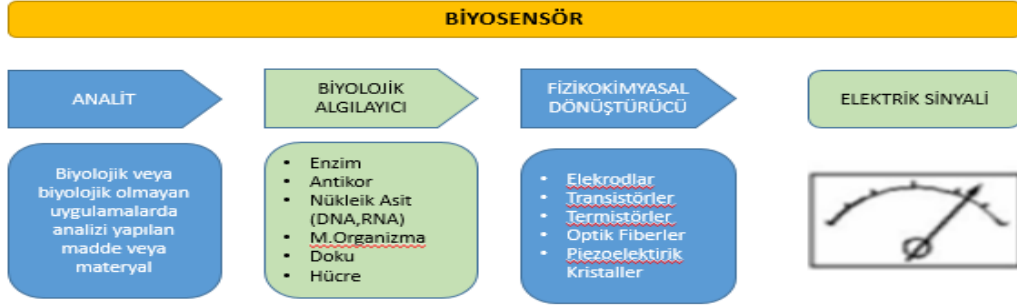 BİYOSENSÖR
ANALİT
Biyolojik veya
biyolojik olmayan
uygulamalarda
analizi yapılan
madde veya
materyal
BİYOLOJİK
ALGILAYICI
• Enzim
• Antikor
• Nükleik Asit
(DNA,RNA)
• M.Organizma
• Doku
• Hücre
FİZİKOKİMYASAL
DÖNÜŞTÜRÜCÜ
• Elekrodlar
• Transistörler
• Termistörler
• Optik Fiberler
• Piezoelektirik
Kristaller
ELEKTRİK SİNYALİ